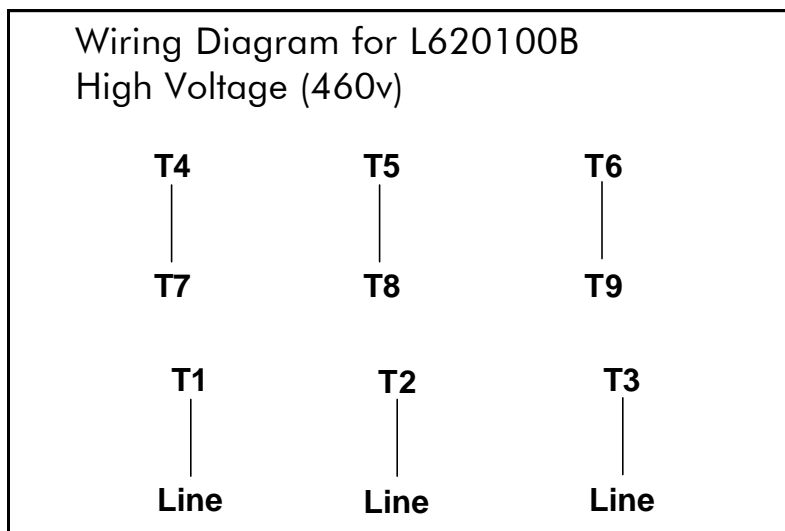 Wiring Diagram for L620100B
High Voltage (460v)
T4 T5 T6
T7 T8 T9
T1 T2 T3
Line Line Line